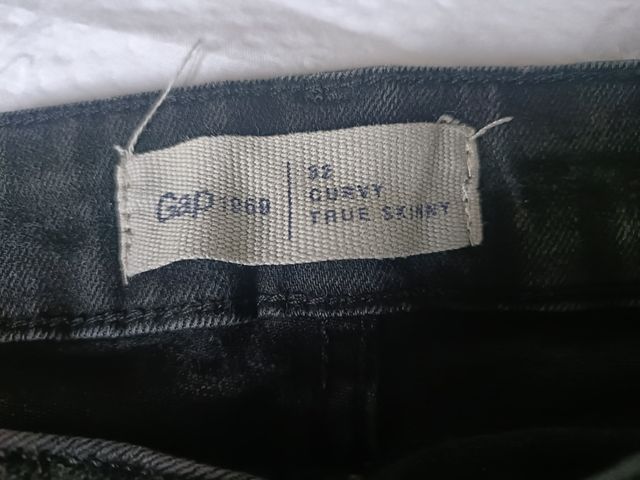 Gap 1969
32
CURVY
TRUE SKINNY